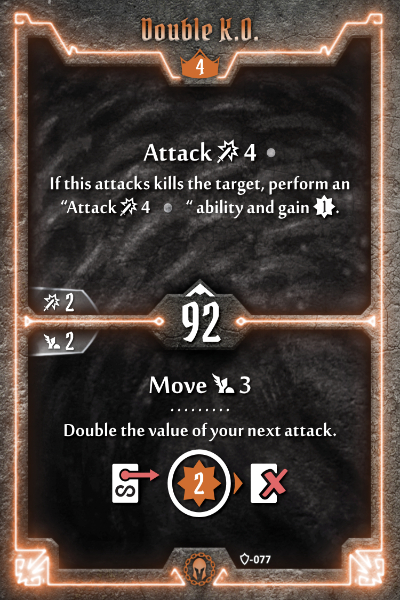 Double K.O.
4
Attack 4
If this attacks kills the target, perform an
“Attack 4 “ ability and gain 1.
2
92
2
Move 3
Double the value of your next attack.
2
-077